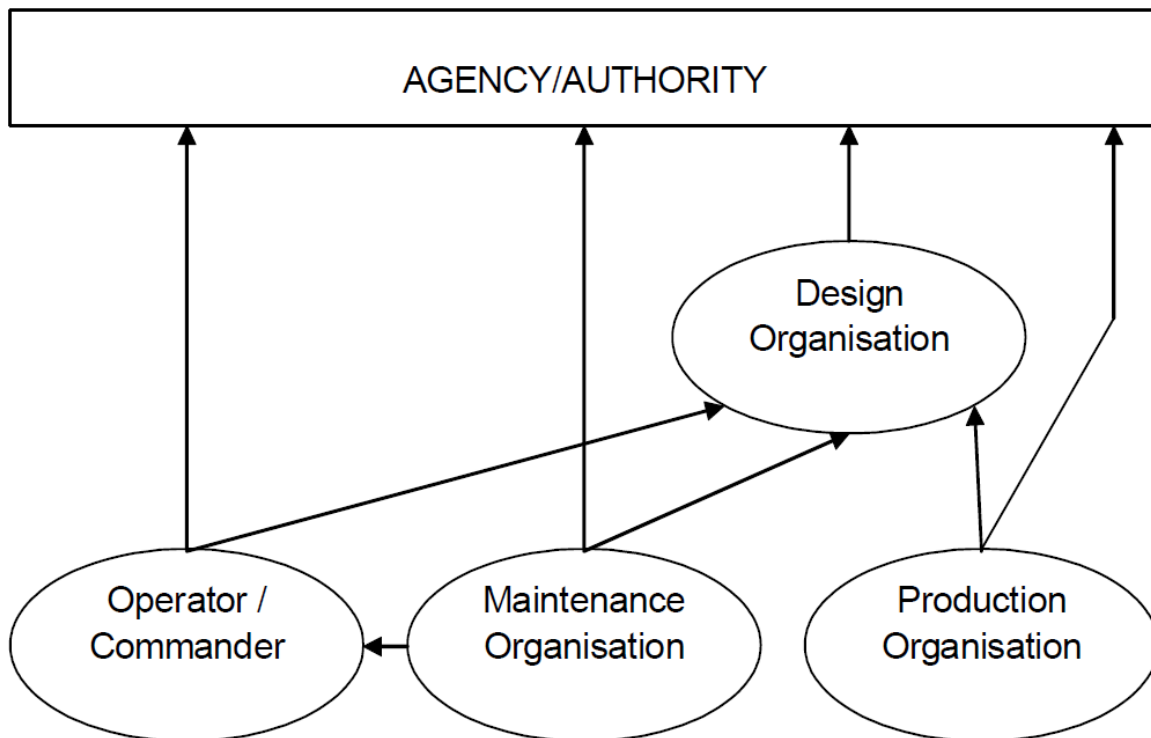 AGENCY/AUTHORITY
Design
Organisation
Operator /
Commander
Maintenance
Organisation
Production
Organisation